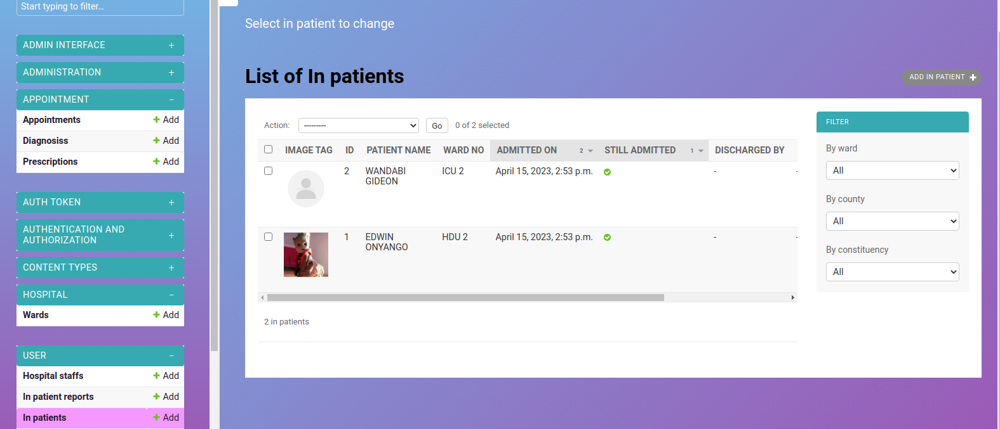 Start typing to filter...
ADMIN INTERFACE +
ADMINISTRATION +
APPOINTMENT −
Appointments + Add
Diagnosiss + Add
Prescriptions + Add
AUTH TOKEN +
AUTHENTICATION AND
AUTHORIZATION +
CONTENT TYPES +
HOSPITAL −
Wards + Add
USER −
Hospital staffs + Add
In patient reports + Add
In patients + Add
Select in patient to change
List of In patients
ADD IN PATIENT +
Action: --------- Go 0 of 2 selected
IMAGE TAG ID PATIENT NAME WARD NO ADMITTED ON 2 STILL ADMITTED 1 DISCHARGED BY
2 WANDABI GIDEON ICU 2 April 15, 2023, 2:53 p.m. - -
1 EDWIN ONYANGO HDU 2 April 15, 2023, 2:53 p.m. - -
2 in patients
FILTER
By ward
All
By county
All
By constituency
All